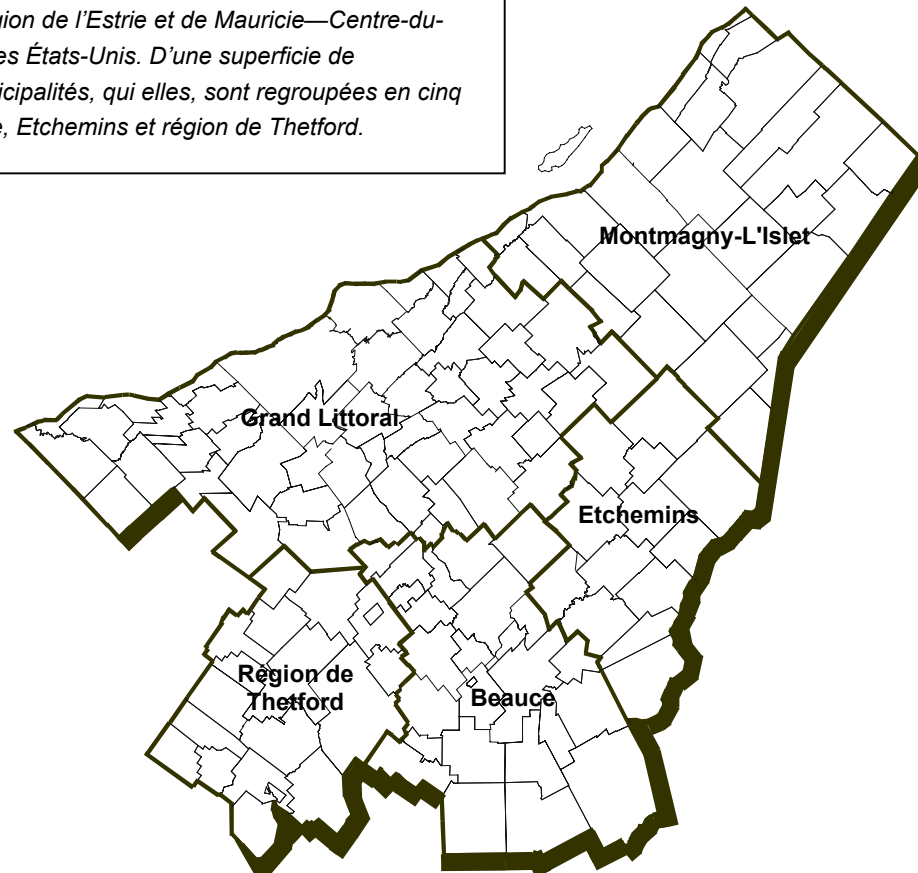 gion de l'Estrie et de Mauricie—Centre-du-
es États-Unis. D'une superficie de
icipalités, qui elles, sont regroupées en cinq
e, Etchemins et région de Thetford.
Montmagny-L'Islet
Grand Littoral
Etchemins
Région de
Thetford
Beauce